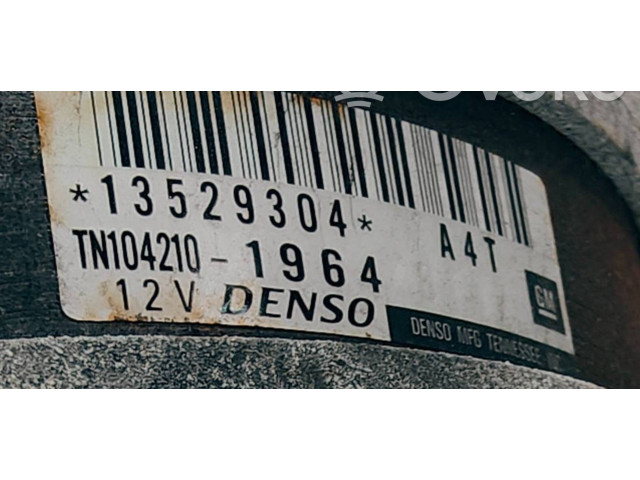 *13529304* A4T
TN104210-1964
12V DENSO GM
DENSO MFG TENNESSEE